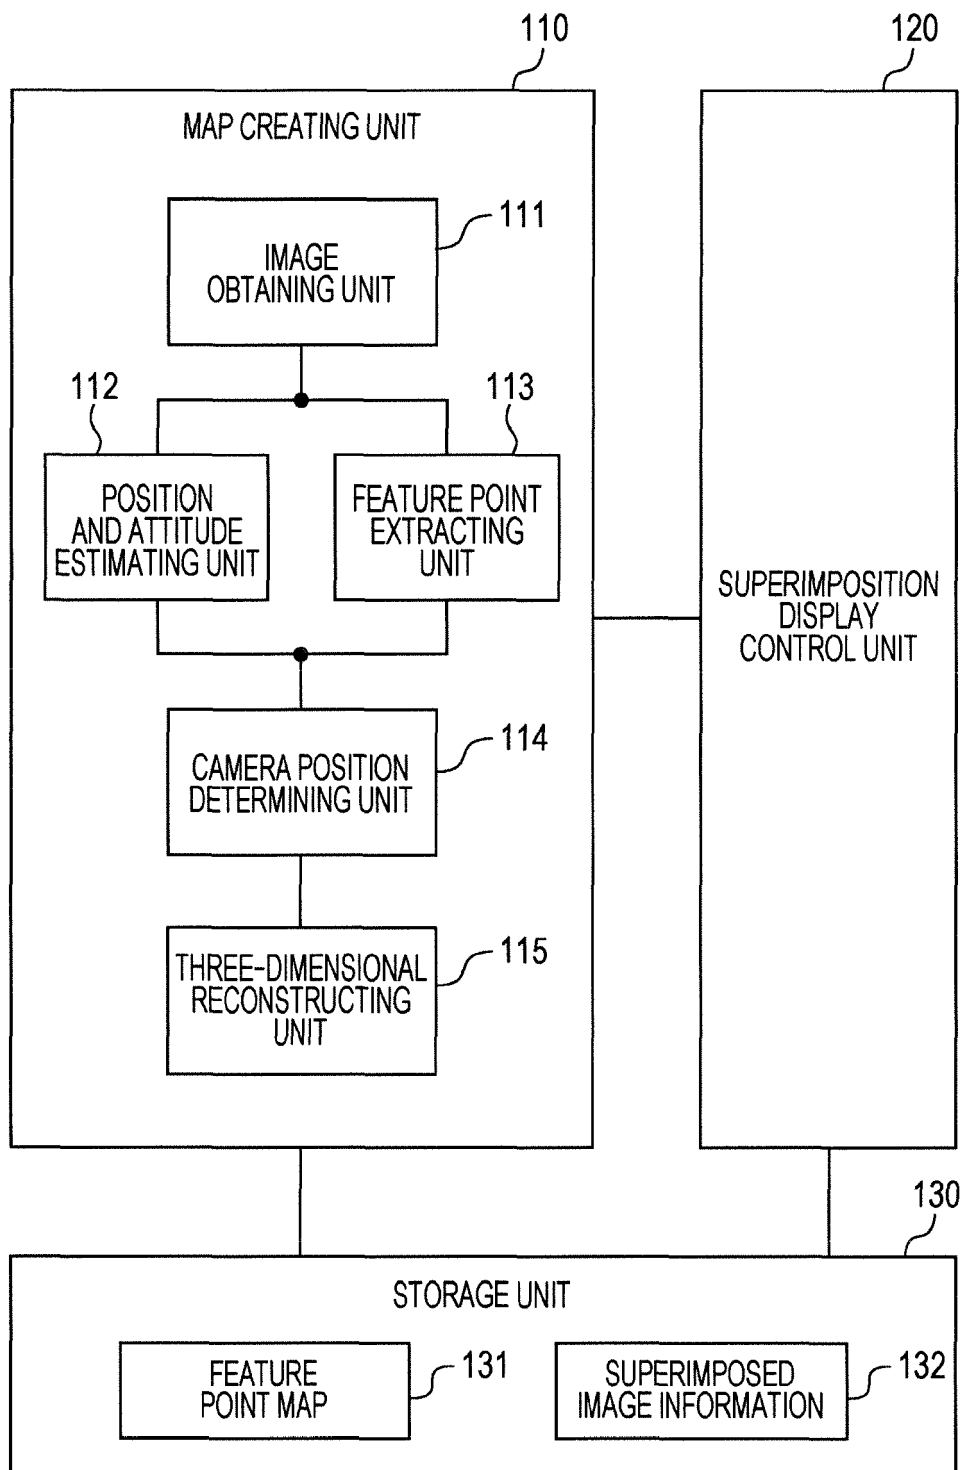 110
120
MAP CREATING UNIT
111
IMAGE
OBTAINING UNIT
112
113
POSITION
AND ATTITUDE
ESTIMATING UNIT
FEATURE POINT
EXTRACTING
UNIT
SUPERIMPOSITION
DISPLAY
CONTROL UNIT
114
CAMERA POSITION
DETERMINING UNIT
115
THREE-DIMENSIONAL
RECONSTRUCTING
UNIT
130
STORAGE UNIT
FEATURE
POINT MAP
131
SUPERIMPOSED
IMAGE INFORMATION
132